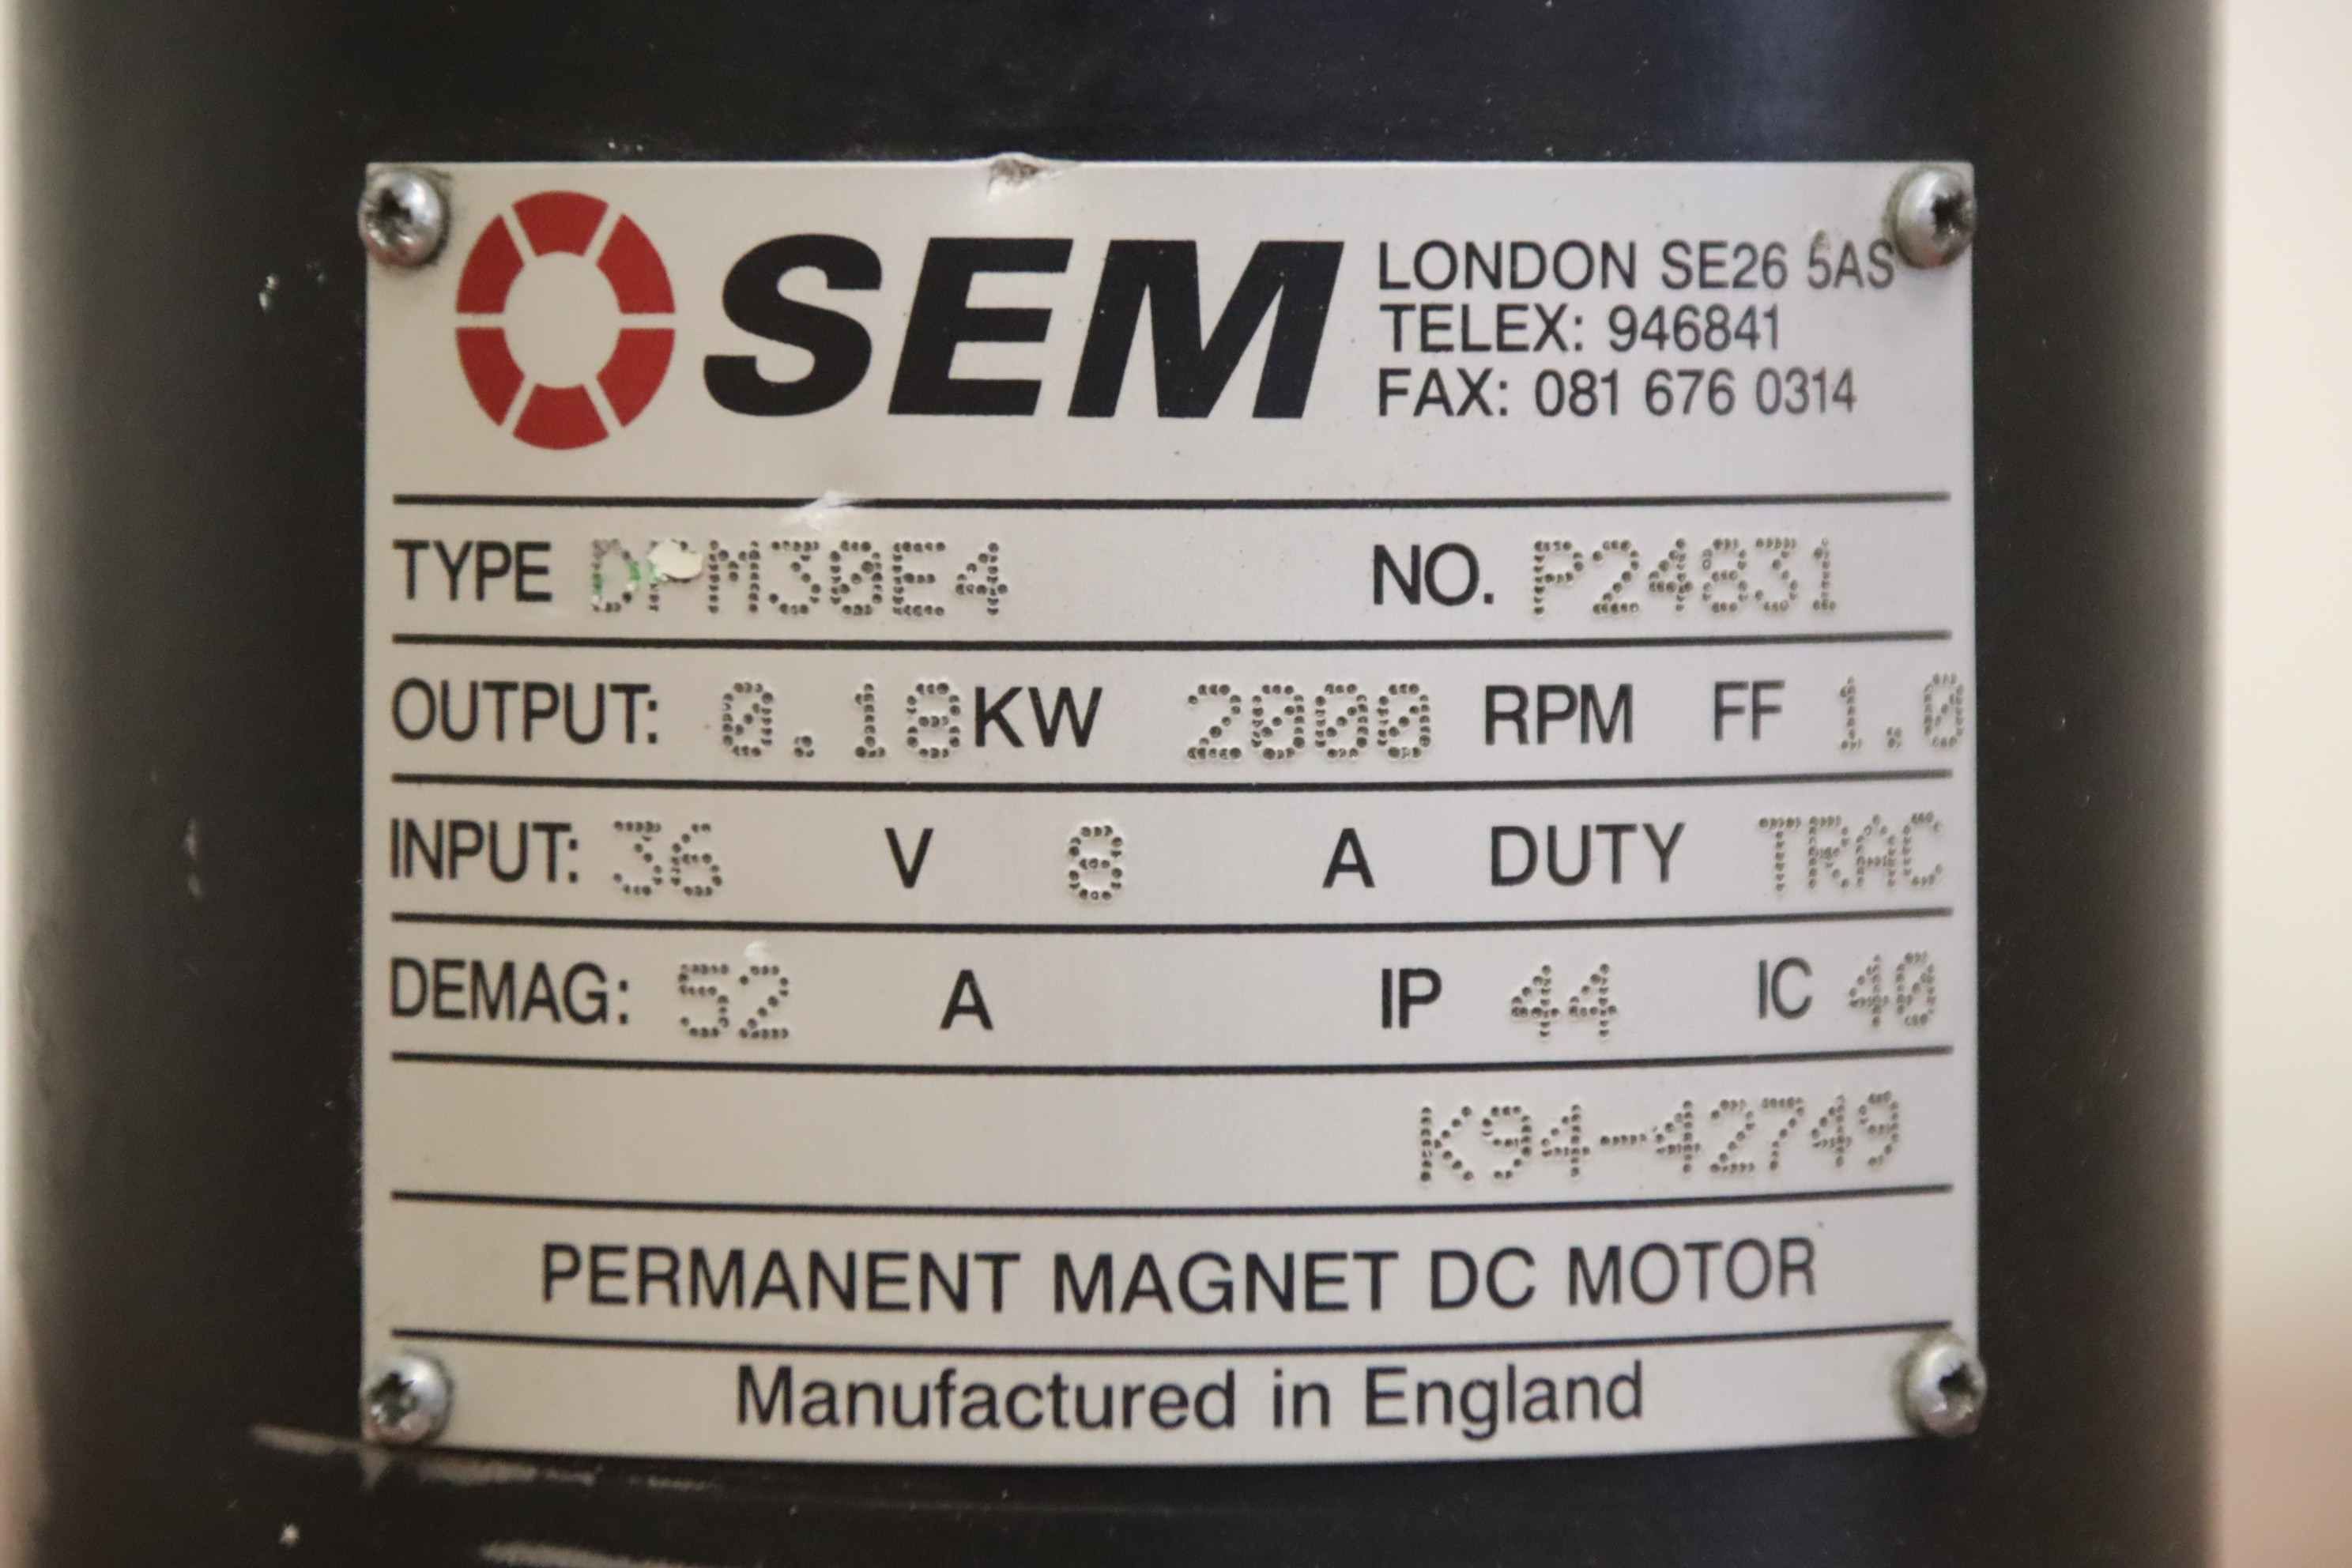 SEM
LONDON SE26 5AS
TELEX: 946841
FAX: 081 676 0314
TYPE DPM30E4 NO. P24831
OUTPUT: 0.18KW 2000 RPM FF 1.0
INPUT: 36 V 8 A DUTY TRAC
DEMAG: 52 A IP 44 IC 40
K94-42749
PERMANENT MAGNET DC MOTOR
Manufactured in England